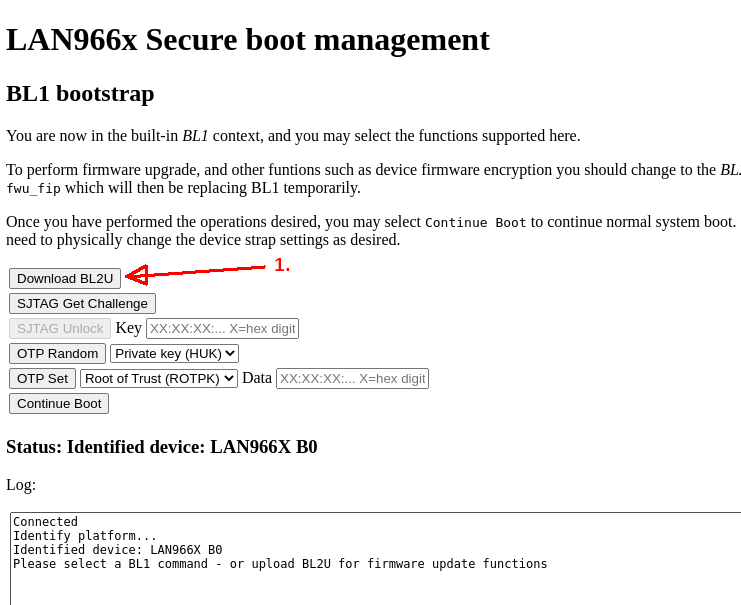 LAN966x Secure boot management
BL1 bootstrap
You are now in the built-in BL1 context, and you may select the functions supported here.
To perform firmware upgrade, and other funtions such as device firmware encryption you should change to the
fwu_fip which will then be replacing BL1 temporarily.
Once you have performed the operations desired, you may select Continue Boot to continue normal system boot.
need to physically change the device strap settings as desired.
Download BL2U 1.
SJTAG Get Challenge
SJTAG Unlock Key XX:XX:XX:... X=hex digit
OTP Random Private key (HUK)
OTP Set Root of Trust (ROTPK) Data XX:XX:XX:... X=hex digit
Continue Boot
Status: Identified device: LAN966X B0
Log:
Connected
Identify platform...
Identified device: LAN966X B0
Please select a BL1 command - or upload BL2U for firmware update functions